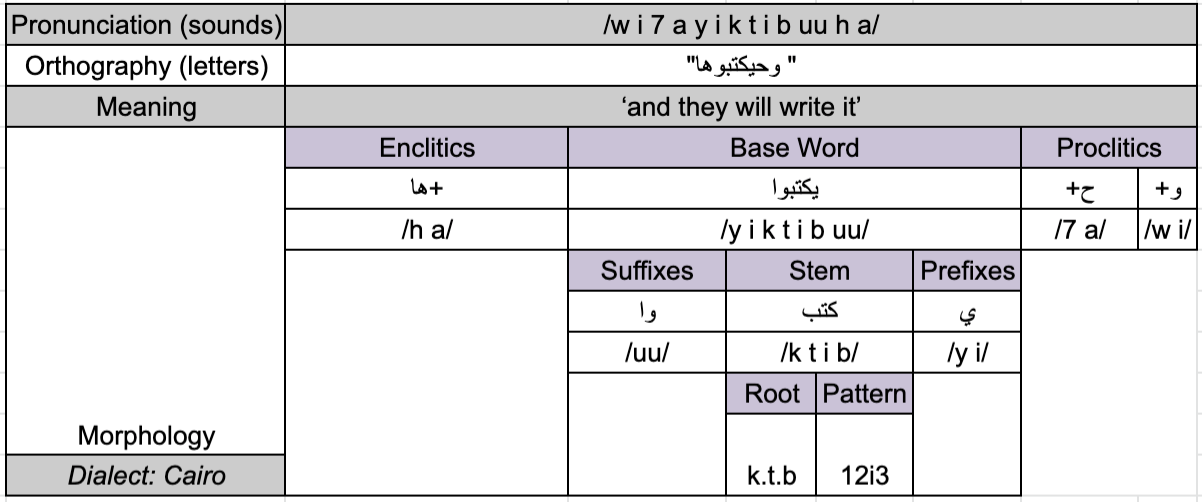 Pronunciation (sounds) /w i 7 a y i k t i b uu h a/
Orthography (letters) "وحيكتبوها"
Meaning ‘and they will write it’
Enclitics Base Word Proclitics
+ها يكتبوا ح+ و+
/h a/ /y i k t i b uu/ /7 a/ /w i/
Suffixes Stem Prefixes
وا كتب ي
/uu/ /k t i b/ /y i/
Root Pattern
Morphology
k.t.b 12i3
Dialect: Cairo